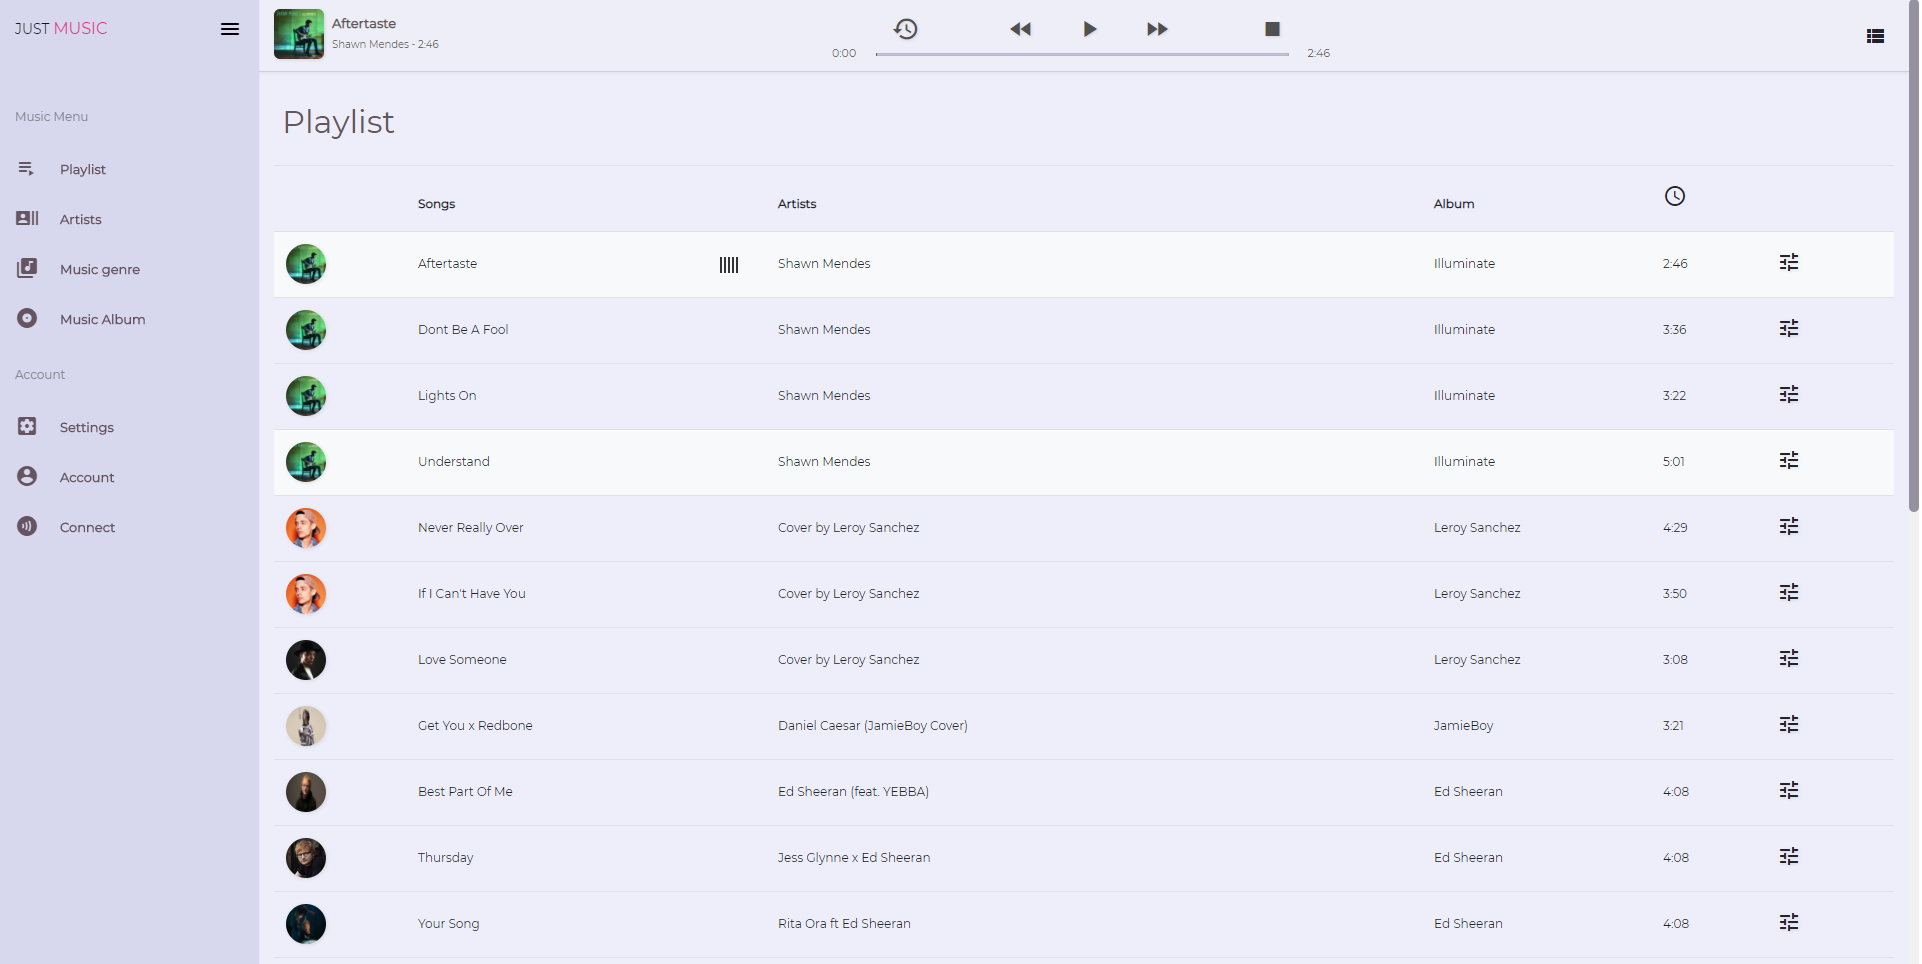 JUST MUSIC
Aftertaste
Shawn Mendes - 2:46
0:00
2:46
Music Menu
Playlist
Artists
Music genre
Music Album
Account
Settings
Account
Connect
Playlist
Songs Artists Album
Aftertaste Shawn Mendes Illuminate 2:46
Dont Be A Fool Shawn Mendes Illuminate 3:36
Lights On Shawn Mendes Illuminate 3:22
Understand Shawn Mendes Illuminate 5:01
Never Really Over Cover by Leroy Sanchez Leroy Sanchez 4:29
If I Can't Have You Cover by Leroy Sanchez Leroy Sanchez 3:50
Love Someone Cover by Leroy Sanchez Leroy Sanchez 3:08
Get You x Redbone Daniel Caesar (JamieBoy Cover) JamieBoy 3:21
Best Part Of Me Ed Sheeran (feat. YEBBA) Ed Sheeran 4:08
Thursday Jess Glynne x Ed Sheeran Ed Sheeran 4:08
Your Song Rita Ora ft Ed Sheeran Ed Sheeran 4:08